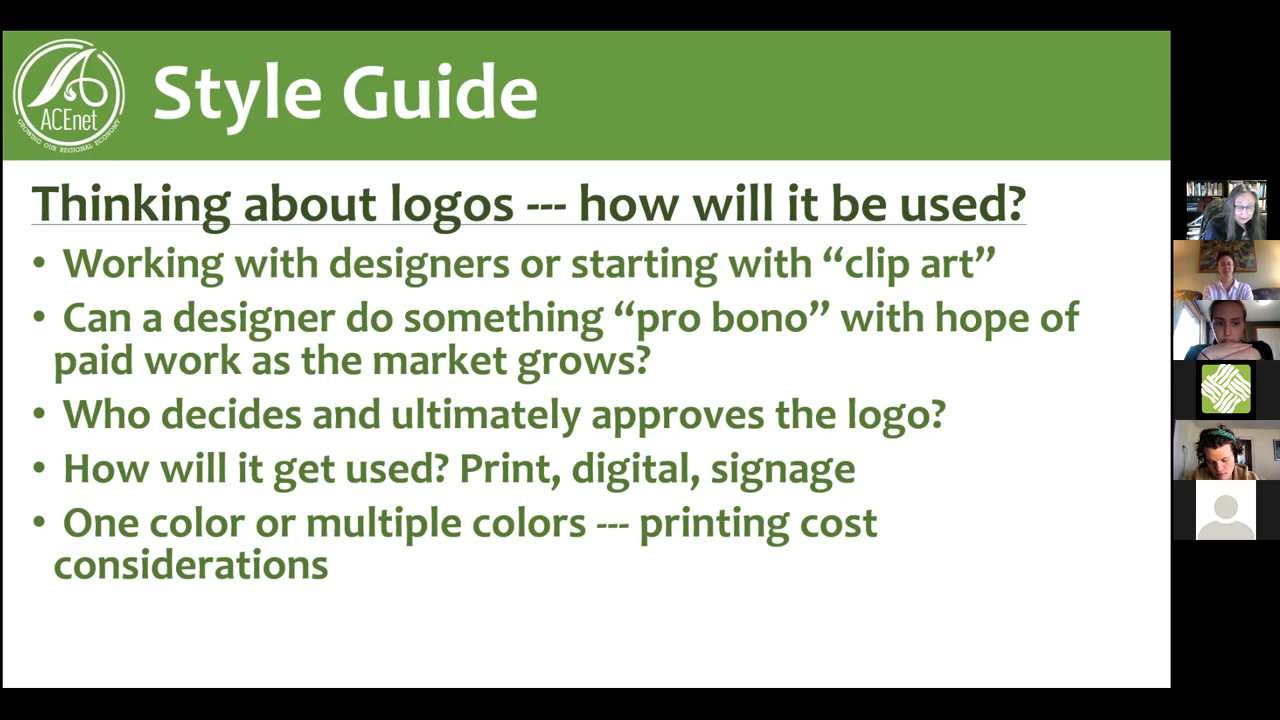 Style Guide
ACEnet
GROWING OUR REGIONAL ECONOMY
Thinking about logos --- how will it be used?
• Working with designers or starting with “clip art”
• Can a designer do something “pro bono” with hope of
paid work as the market grows?
• Who decides and ultimately approves the logo?
• How will it get used? Print, digital, signage
• One color or multiple colors --- printing cost
considerations